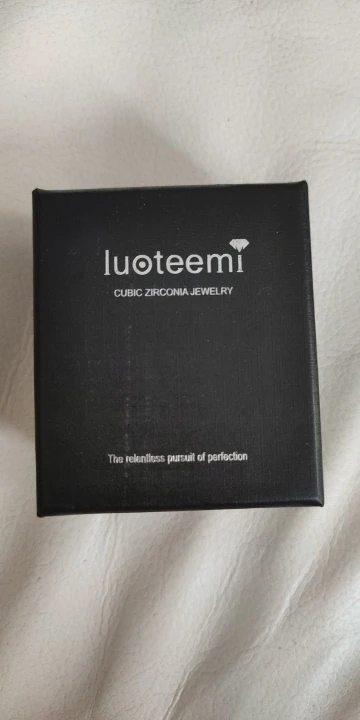 luoteemi
CUBIC ZIRCONIA JEWELRY
The relentless pursuit of perfection